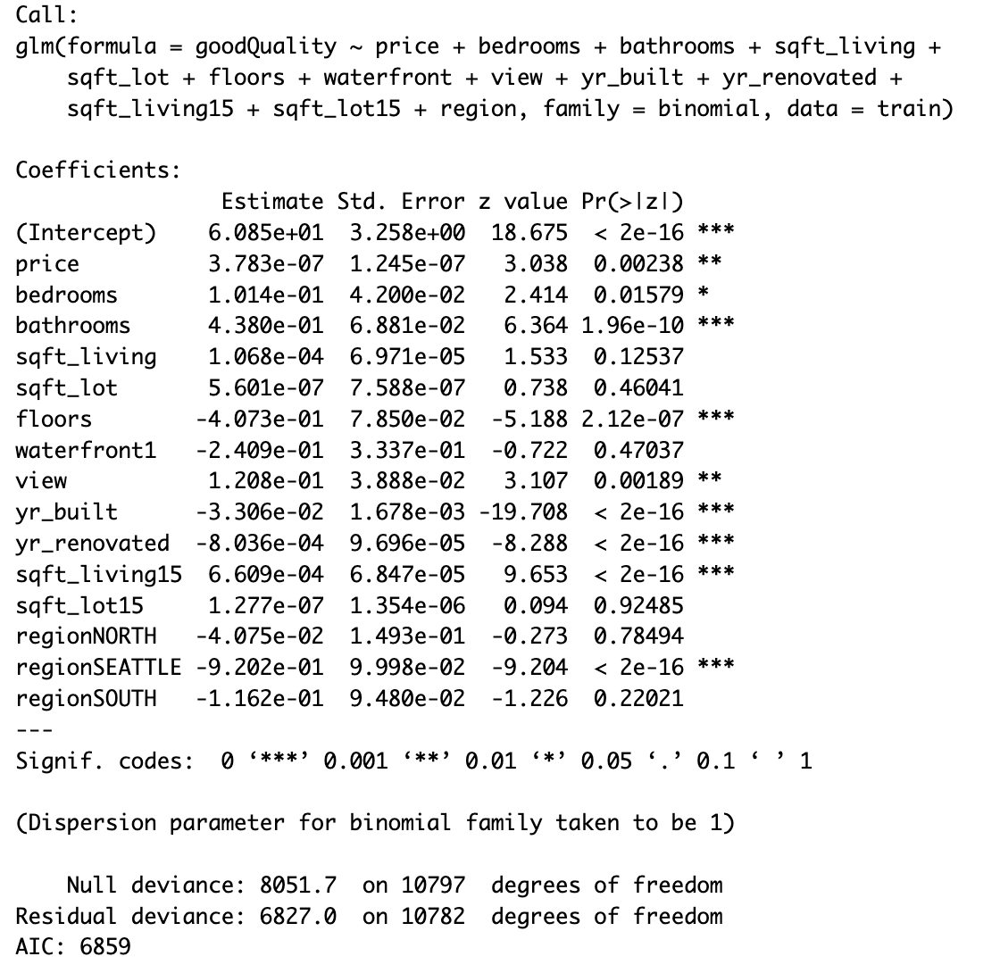 Call:
glm(formula = goodQuality ~ price + bedrooms + bathrooms + sqft_living +
    sqft_lot + floors + waterfront + view + yr_built + yr_renovated +
    sqft_living15 + sqft_lot15 + region, family = binomial, data = train)

Coefficients:
                Estimate Std. Error z value Pr(>|z|)
(Intercept)    6.085e+01  3.258e+00  18.675  < 2e-16 ***
price          3.783e-07  1.245e-07   3.038  0.00238 **
bedrooms       1.014e-01  4.200e-02   2.414  0.01579 *
bathrooms      4.380e-01  6.881e-02   6.364 1.96e-10 ***
sqft_living    1.068e-04  6.971e-05   1.533  0.12537
sqft_lot       5.601e-07  7.588e-07   0.738  0.46041
floors        -4.073e-01  7.850e-02  -5.188 2.12e-07 ***
waterfront1   -2.409e-01  3.337e-01  -0.722  0.47037
view           1.208e-01  3.888e-02   3.107  0.00189 **
yr_built      -3.306e-02  1.678e-03 -19.708  < 2e-16 ***
yr_renovated  -8.036e-04  9.696e-05  -8.288  < 2e-16 ***
sqft_living15  6.609e-04  6.847e-05   9.653  < 2e-16 ***
sqft_lot15     1.277e-07  1.354e-06   0.094  0.92485
regionNORTH   -4.075e-02  1.493e-01  -0.273  0.78494
regionSEATTLE -9.202e-01  9.998e-02  -9.204  < 2e-16 ***
regionSOUTH   -1.162e-01  9.480e-02  -1.226  0.22021
---
Signif. codes:  0 ‘***’ 0.001 ‘**’ 0.01 ‘*’ 0.05 ‘.’ 0.1 ‘ ’ 1

(Dispersion parameter for binomial family taken to be 1)

    Null deviance: 8051.7  on 10797  degrees of freedom
Residual deviance: 6827.0  on 10782  degrees of freedom
AIC: 6859